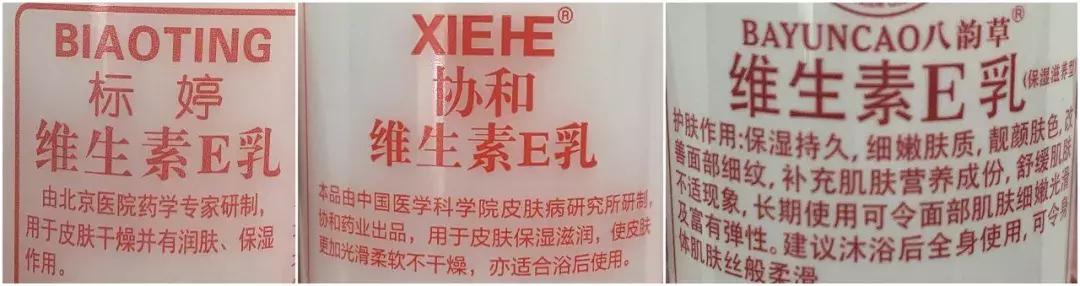 BIAOTING
标婷
维生素E乳
由北京医院药学专家研制，
用于皮肤干燥并有润肤、保湿
作用。
XIEHE®
协和
维生素E乳
本品由中国医学科学院皮肤病研究所研制，
协和药业出品，用于皮肤保湿滋润，使皮肤
更加光滑柔软不干燥，亦适合浴后使用。
BAYUNCAO八韵草®
维生素E乳(保湿滋养型
护肤作用:保湿持久，细嫩肤质，靓颜肤色，改
善面部细纹，补充肌肤营养成份，舒缓肌肤
不适现象，长期使用可令面部肌肤细嫩光滑
及富有弹性。建议沐浴后全身使用，可令身
体肌肤丝般柔滑